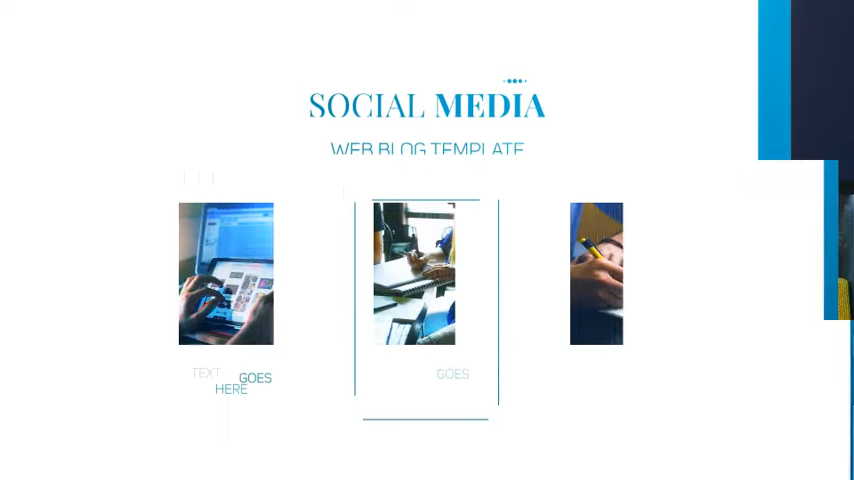 SOCIAL MEDIA
WEB BLOG TEMPLATE
TEXT GOES
HERE
GOES